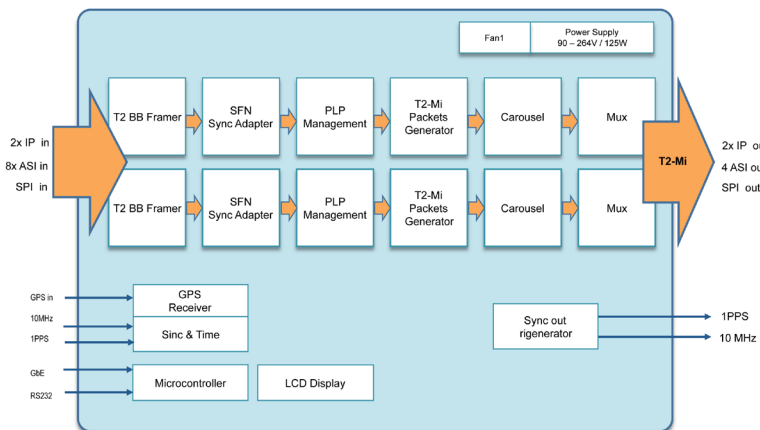 Fan1
Power Supply
90 – 264V / 125W
T2 BB Framer
SFN
Sync Adapter
PLP
Management
T2-Mi
Packets
Generator
Carousel
Mux
2x IP in
8x ASI in
SPI in
T2-Mi
2x IP
4 ASI
SPI out
T2 BB Framer
SFN
Sync Adapter
PLP
Management
T2-Mi
Packets
Generator
Carousel
Mux
GPS in
10MHz
1PPS
GPS
Receiver
Sinc & Time
Sync out
rigenerator
1PPS
10 MHz
GbE
RS232
Microcontroller
LCD Display